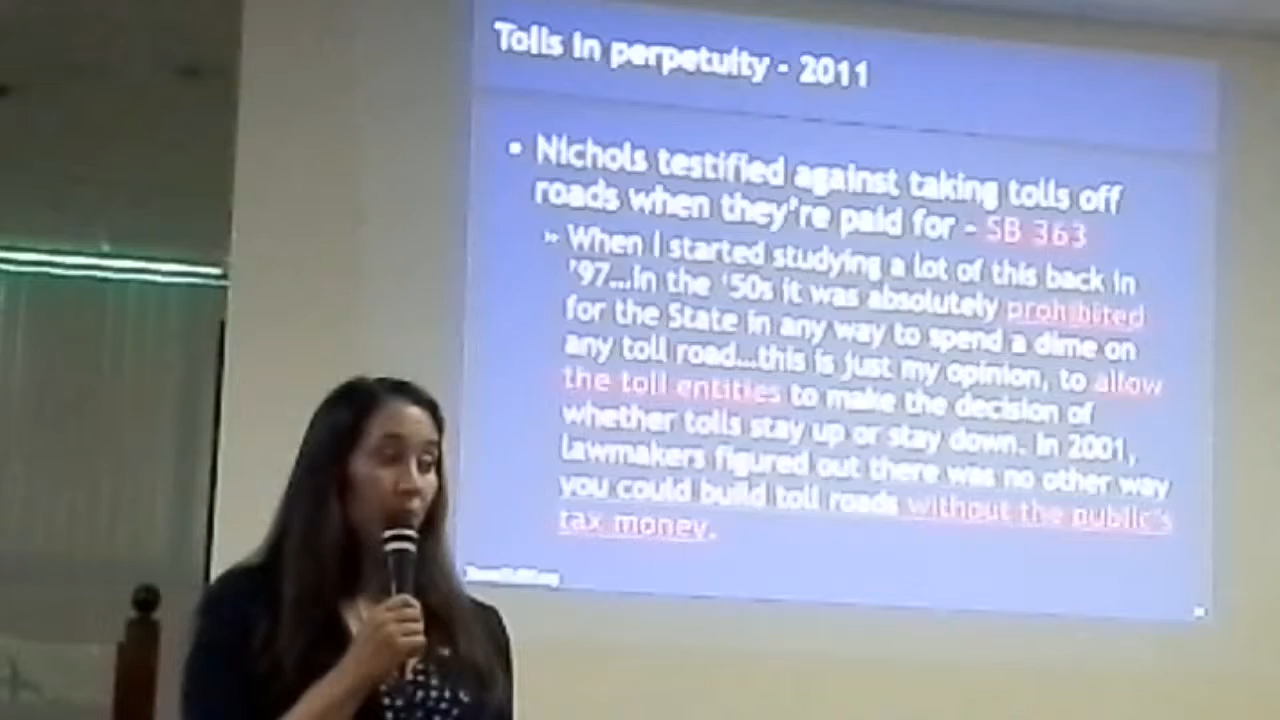 Tolls in perpetuity - 2011
• Nichols testified against taking tolls off
roads when they're paid for - SB 363
» When I started studying a lot of this back in
'97...in the '50s it was absolutely prohibited
for the State in any way to spend a dime on
any toll road...this is just my opinion, to allow
the toll entities to make the decision of
whether tolls stay up or stay down. In 2001,
lawmakers figured out there was no other way
you could build toll roads without the public's
tax money.